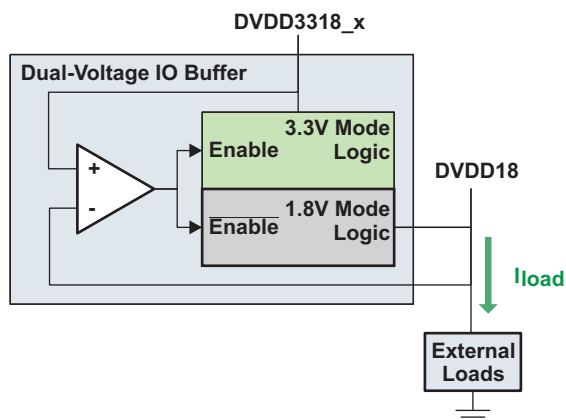 DVDD3318_x
Dual-Voltage IO Buffer
3.3V Mode
Logic
Enable
+
-
1.8V Mode
Logic
Enable
DVDD18
Iload
External
Loads